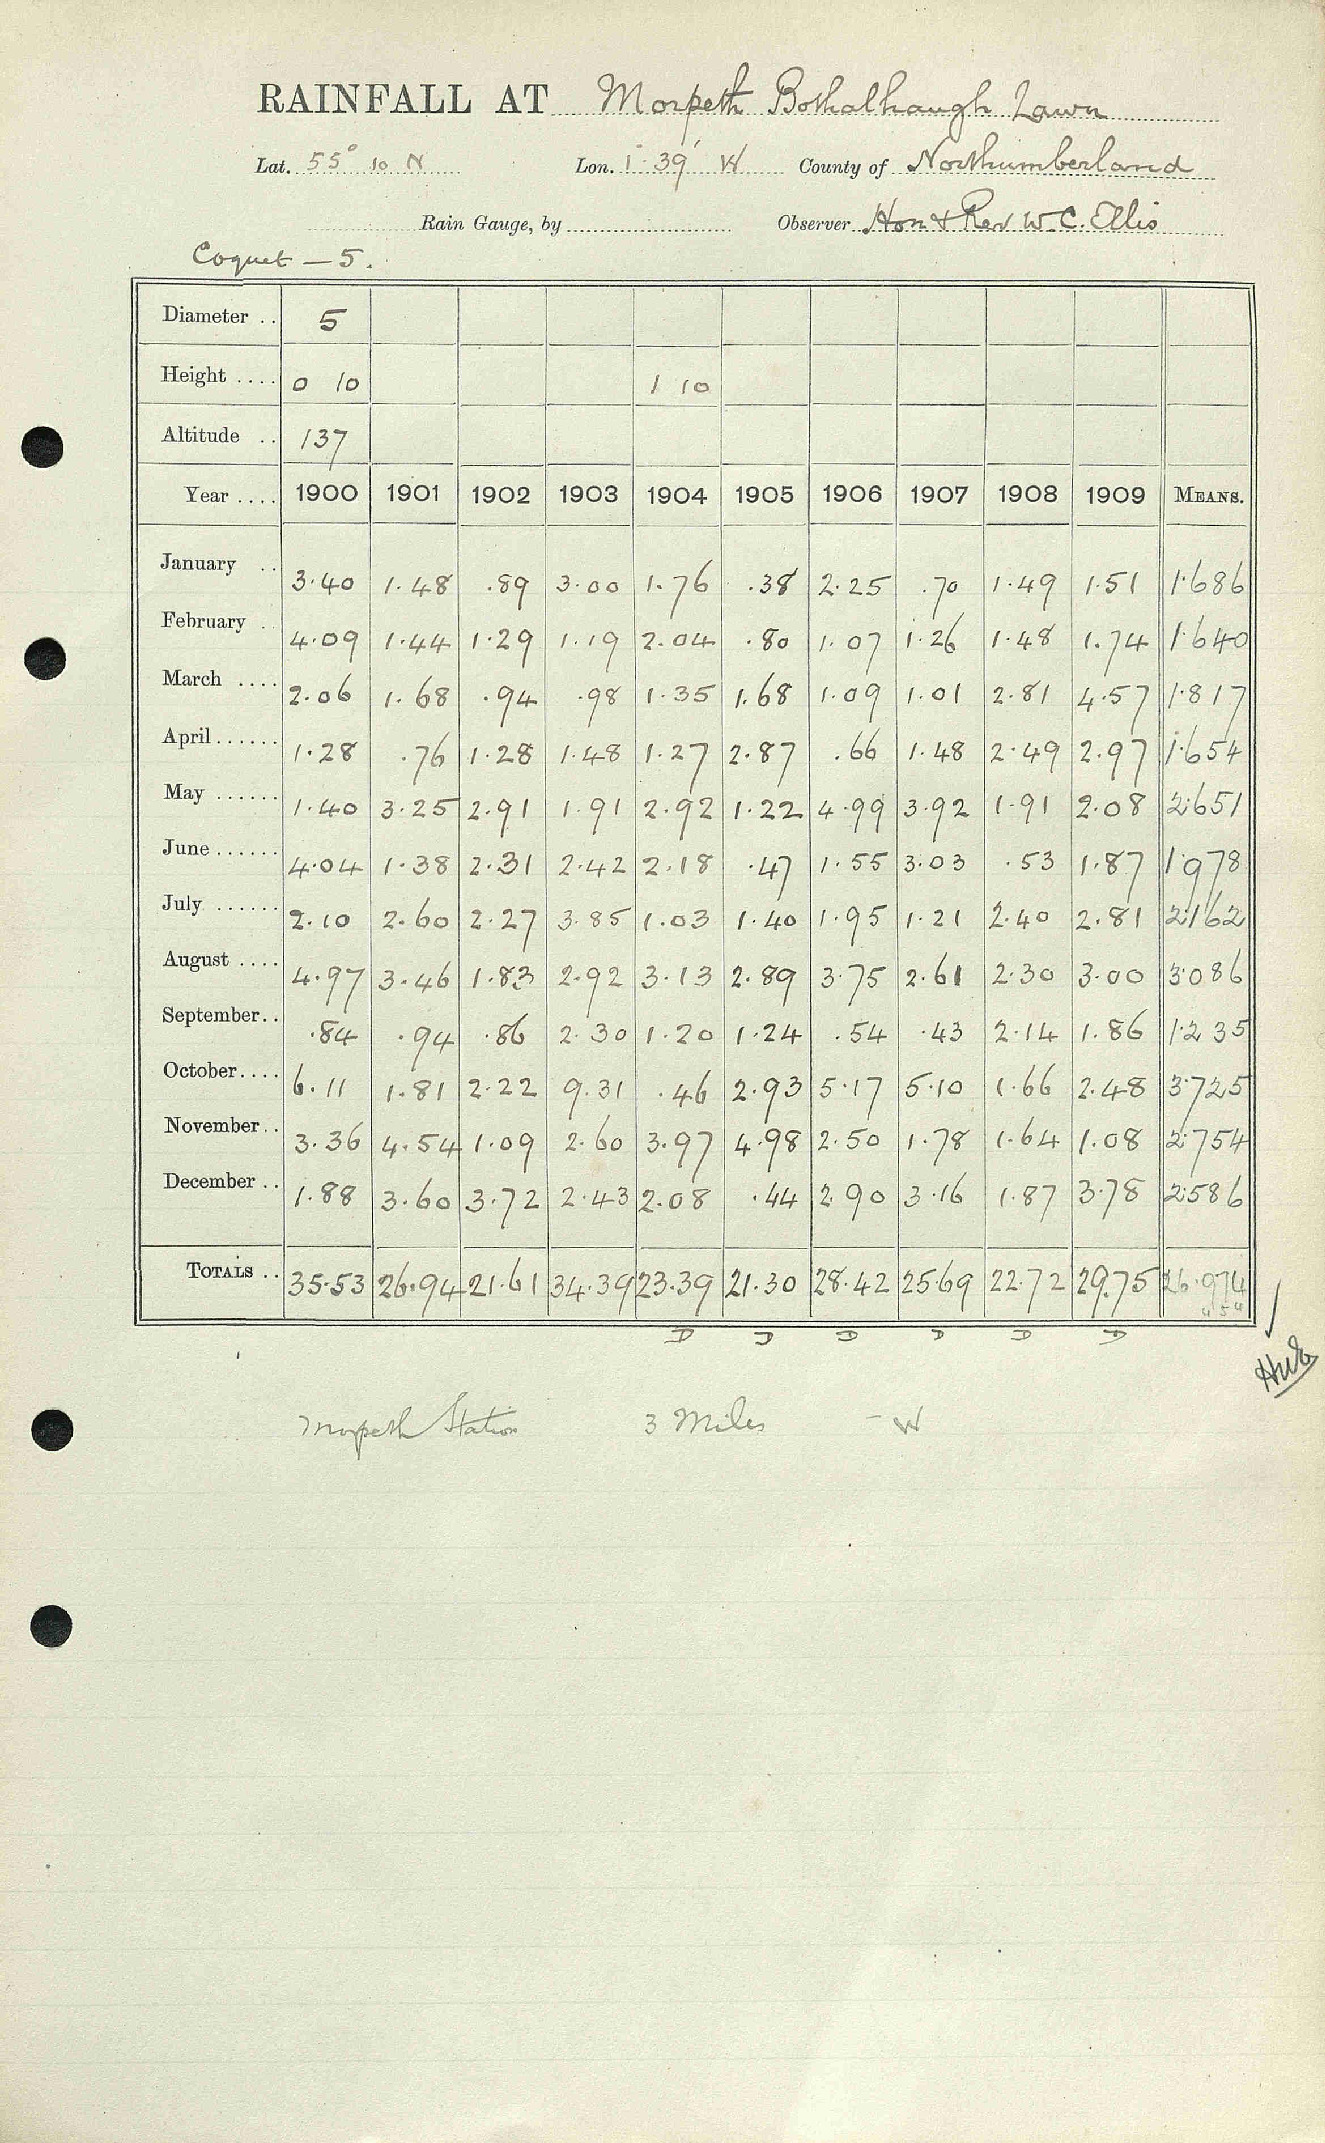 RAINFALL AT Morpeth Bothalhaugh Lawn
Lat. 55° 10 N Lon. 1 39' W County of Northumberland
Rain Gauge, by Observer Hon & Rev W. C. Ellis
Coquet - 5.
Diameter .. 5
Height .... 0 10 1 10
Altitude .. 137
Year .... 1900 1901 1902 1903 1904 1905 1906 1907 1908 1909 MEANS.
January .. 3.40 1.48 .89 3.00 1.76 .38 2.25 .70 1.49 1.51 1.686
February . 4.09 1.44 1.29 1.19 2.04 .80 1.07 1.26 1.48 1.74 1.640
March .... 2.06 1.68 .94 .98 1.35 1.68 1.09 1.01 2.81 4.57 1.817
April...... 1.28 .76 1.28 1.48 1.27 2.87 .66 1.48 2.49 2.97 1.654
May ...... 1.40 3.25 2.91 1.91 2.92 1.22 4.99 3.92 1.91 2.08 2.651
June...... 4.04 1.38 2.31 2.42 2.18 .47 1.55 3.03 .53 1.87 1.978
July ...... 2.10 2.60 2.27 3.85 1.03 1.40 1.95 1.21 2.40 2.81 2.162
August .... 4.97 3.46 1.83 2.92 3.13 2.89 3.75 2.61 2.30 3.00 3.086
September.. .84 .94 .86 2.30 1.20 1.24 .54 .43 2.14 1.86 1.235
October.... 6.11 1.81 2.22 9.31 .46 2.93 5.17 5.10 1.66 2.48 3.725
November.. 3.36 4.54 1.09 2.60 3.97 4.98 2.50 1.78 1.64 1.08 2.754
December .. 1.88 3.60 3.72 2.43 2.08 .44 2.90 3.16 1.87 3.78 2.586
TOTALS .. 35.53 26.94 21.61 34.39 23.39 21.30 28.42 25.69 22.72 29.75 26.974
D D D D D D
Morpeth Station 3 Miles - W